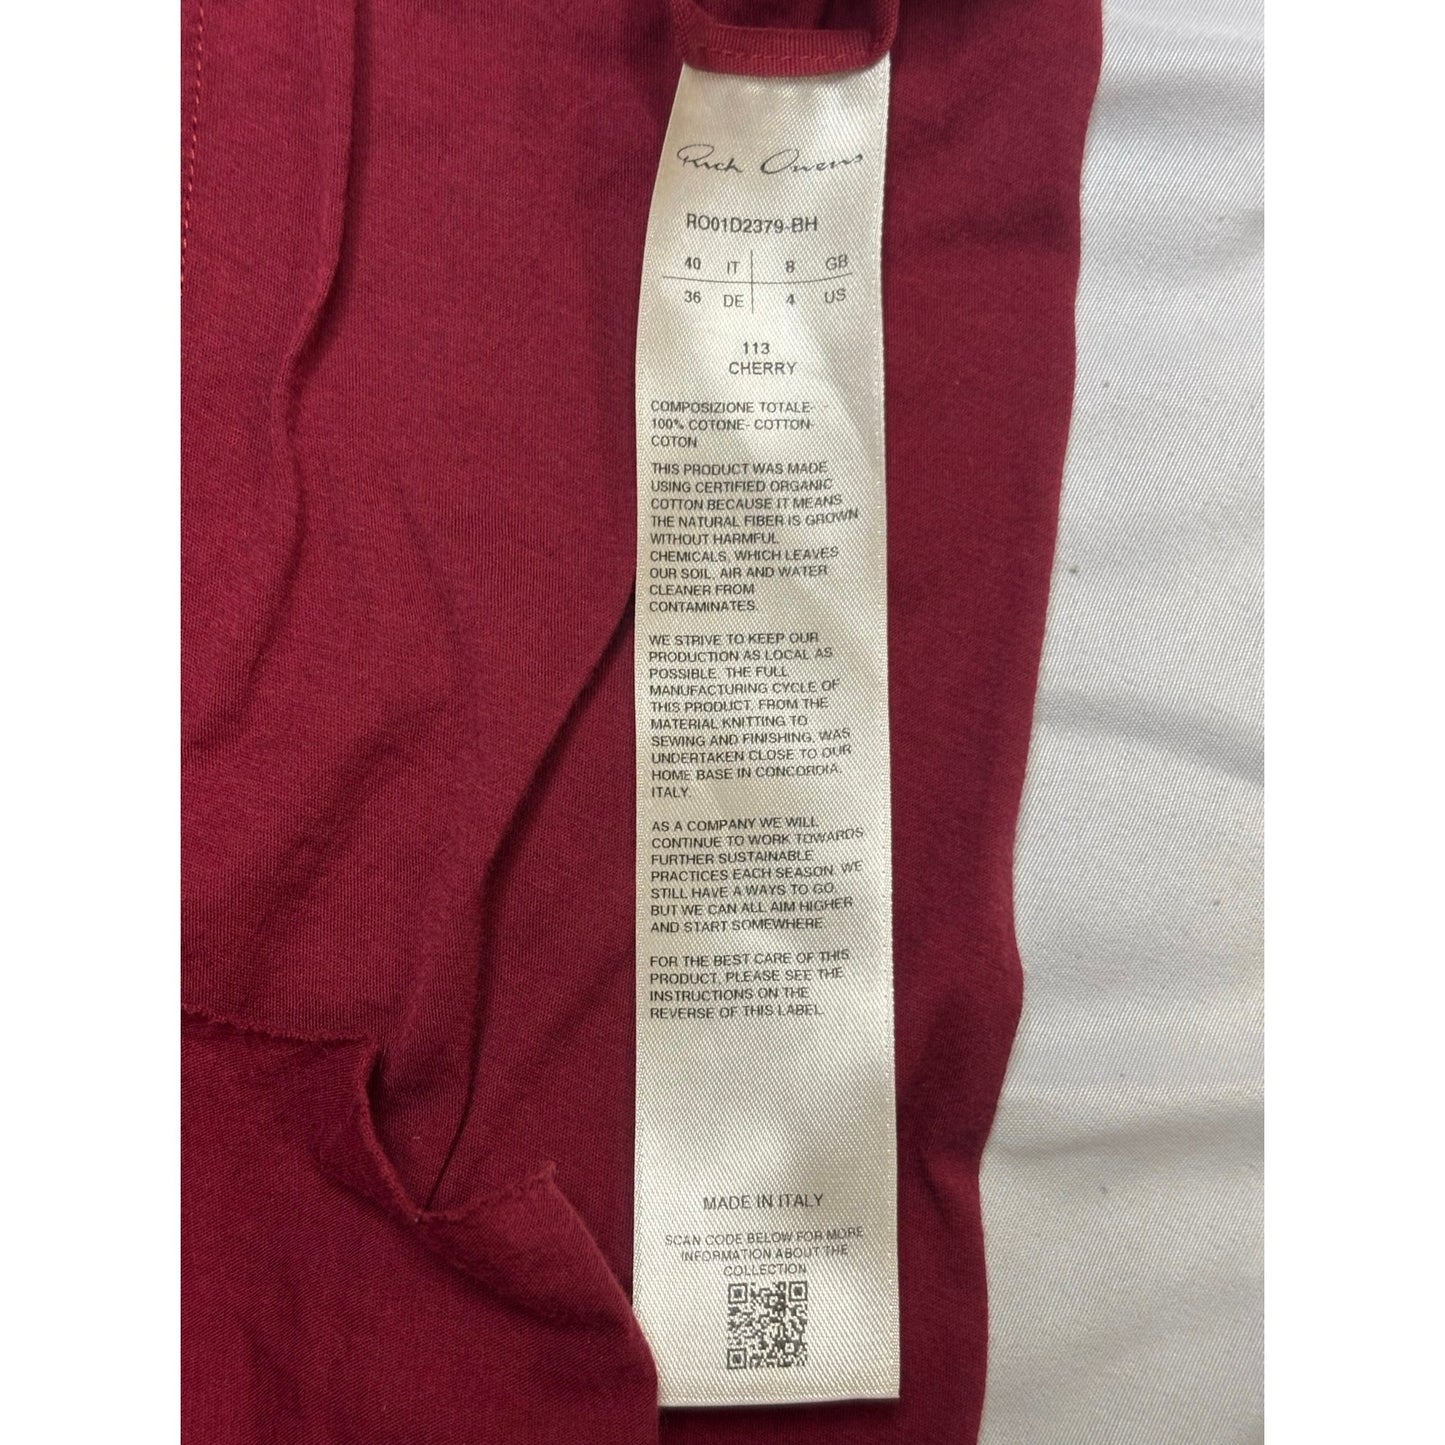 Rick Owens
RO01D2379-BH
40 IT 8 GB
36 DE 4 US
113
CHERRY
COMPOSIZIONE TOTALE-
100% COTONE- COTTON-
COTON
THIS PRODUCT WAS MADE
USING CERTIFIED ORGANIC
COTTON BECAUSE IT MEANS
THE NATURAL FIBER IS GROWN
WITHOUT HARMFUL
CHEMICALS, WHICH LEAVES
OUR SOIL, AIR AND WATER
CLEANER FROM
CONTAMINATES.
WE STRIVE TO KEEP OUR
PRODUCTION AS LOCAL AS
POSSIBLE. THE FULL
MANUFACTURING CYCLE OF
THIS PRODUCT, FROM THE
MATERIAL KNITTING TO
SEWING AND FINISHING, WAS
UNDERTAKEN CLOSE TO OUR
HOME BASE IN CONCORDIA,
ITALY.
AS A COMPANY WE WILL
CONTINUE TO WORK TOWARDS
FURTHER SUSTAINABLE
PRACTICES EACH SEASON. WE
STILL HAVE A WAYS TO GO,
BUT WE CAN ALL AIM HIGHER
AND START SOMEWHERE.
FOR THE BEST CARE OF THIS
PRODUCT, PLEASE SEE THE
INSTRUCTIONS ON THE
REVERSE OF THIS LABEL.
MADE IN ITALY
SCAN CODE BELOW FOR MORE
INFORMATION ABOUT THE
COLLECTION